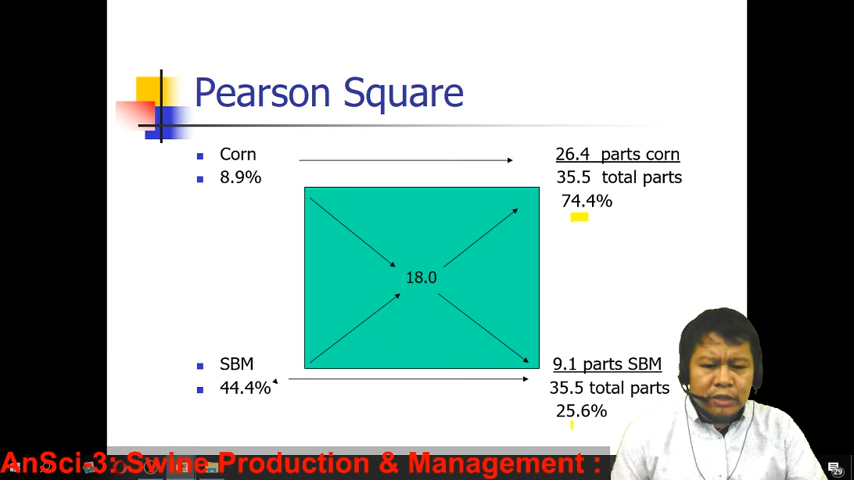 Pearson Square
Corn
8.9%
26.4 parts corn
35.5 total parts
74.4%
18.0
SBM
44.4%
9.1 parts SBM
35.5 total parts
25.6%
AnSci 3: Swine Production & Management :
29